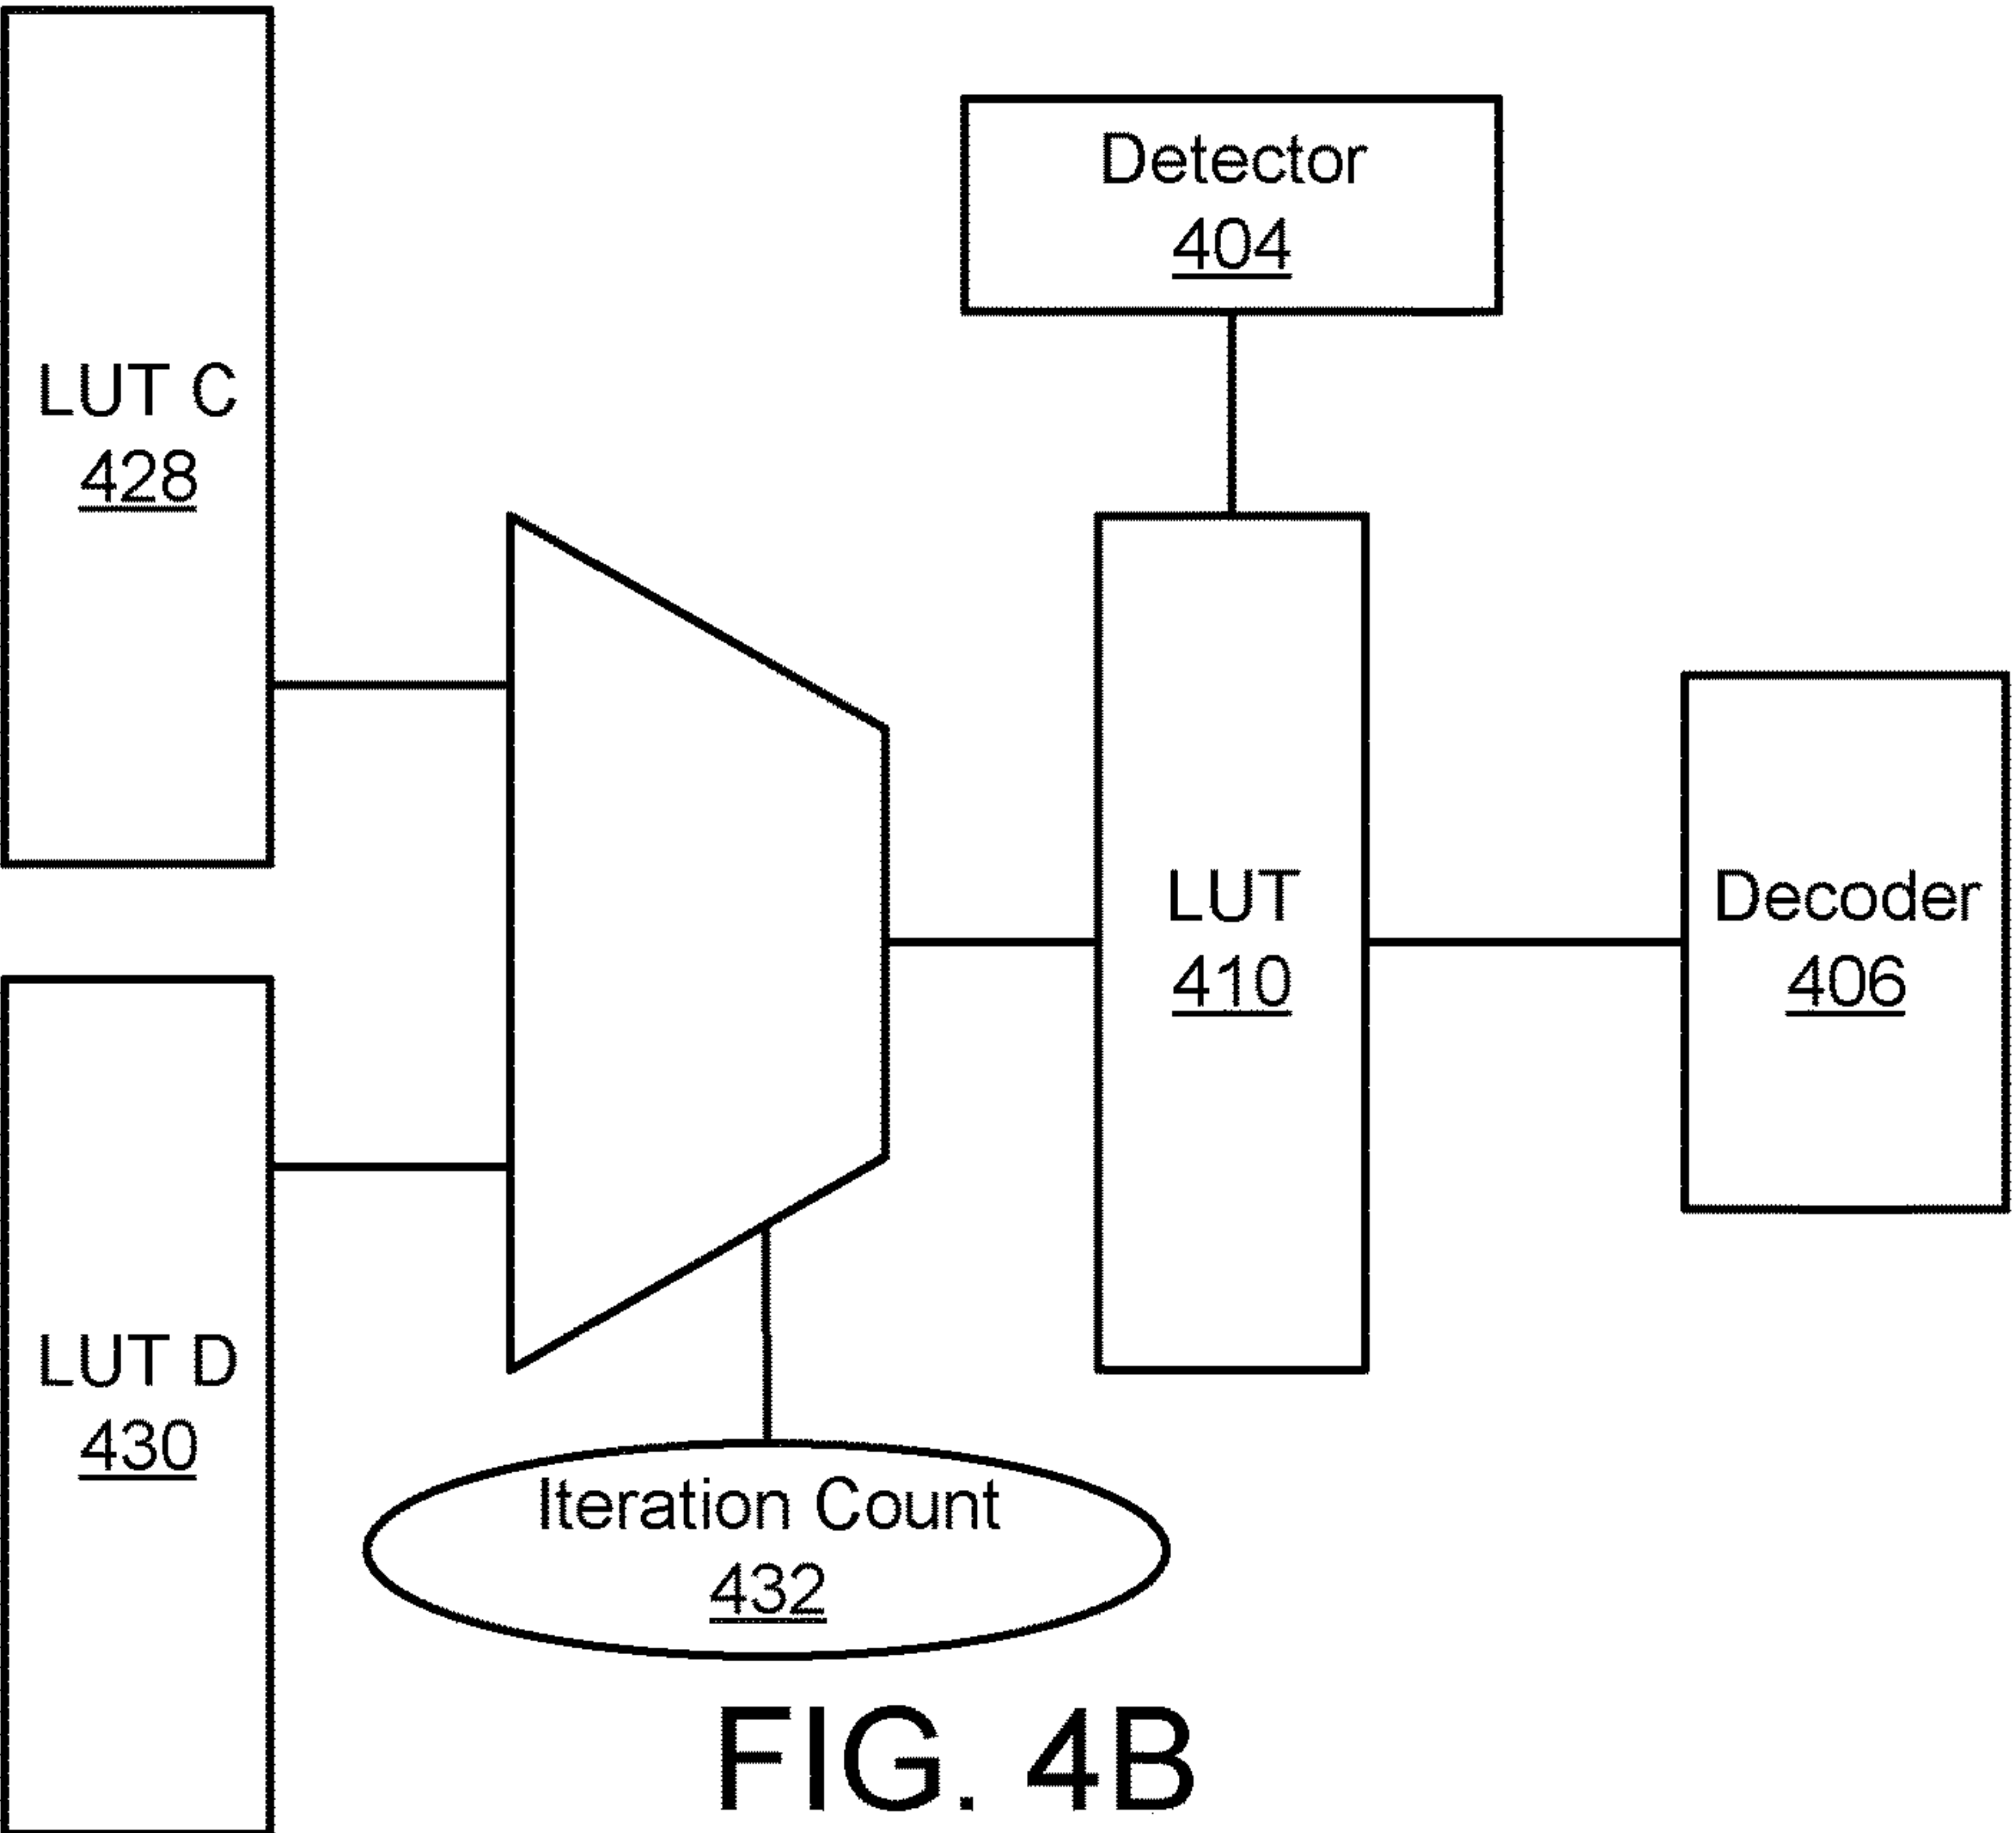 Detector
404
LUT C
428
LUT
410
Decoder
406
LUT D
430
Iteration Count
432
FIG. 4B